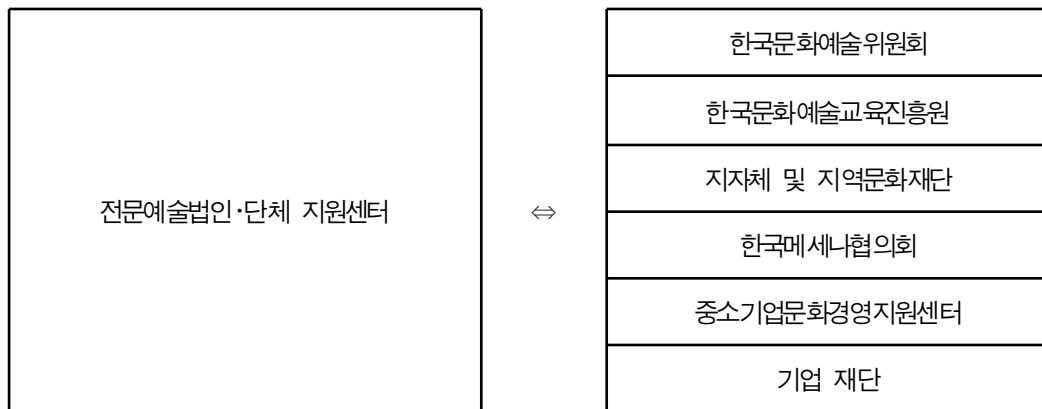 전문예술법인·단체 지원센터
⇔
한국문화예술위원회
한국문화예술교육진흥원
지자체 및 지역문화재단
한국메세나협의회
중소기업문화경영지원센터
기업 재단